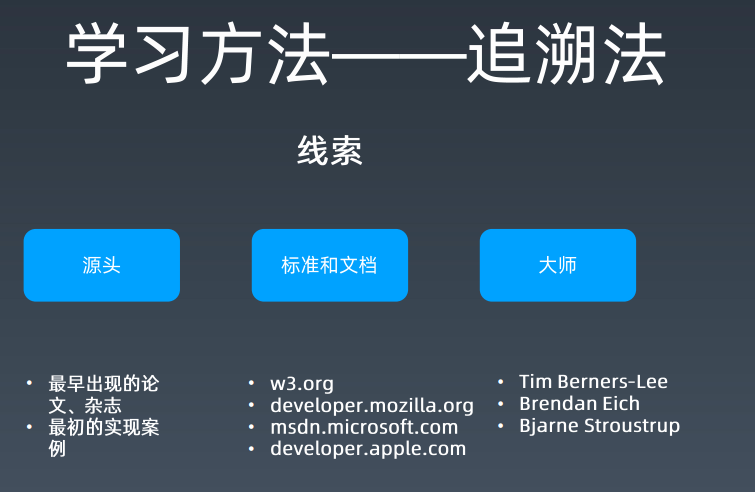 学习方法——追溯法
线索
源头
标准和文档
大师
• 最早出现的论
文、杂志
• 最初的实现案
例
• w3.org
• developer.mozilla.org
• msdn.microsoft.com
• developer.apple.com
• Tim Berners-Lee
• Brendan Eich
• Bjarne Stroustrup